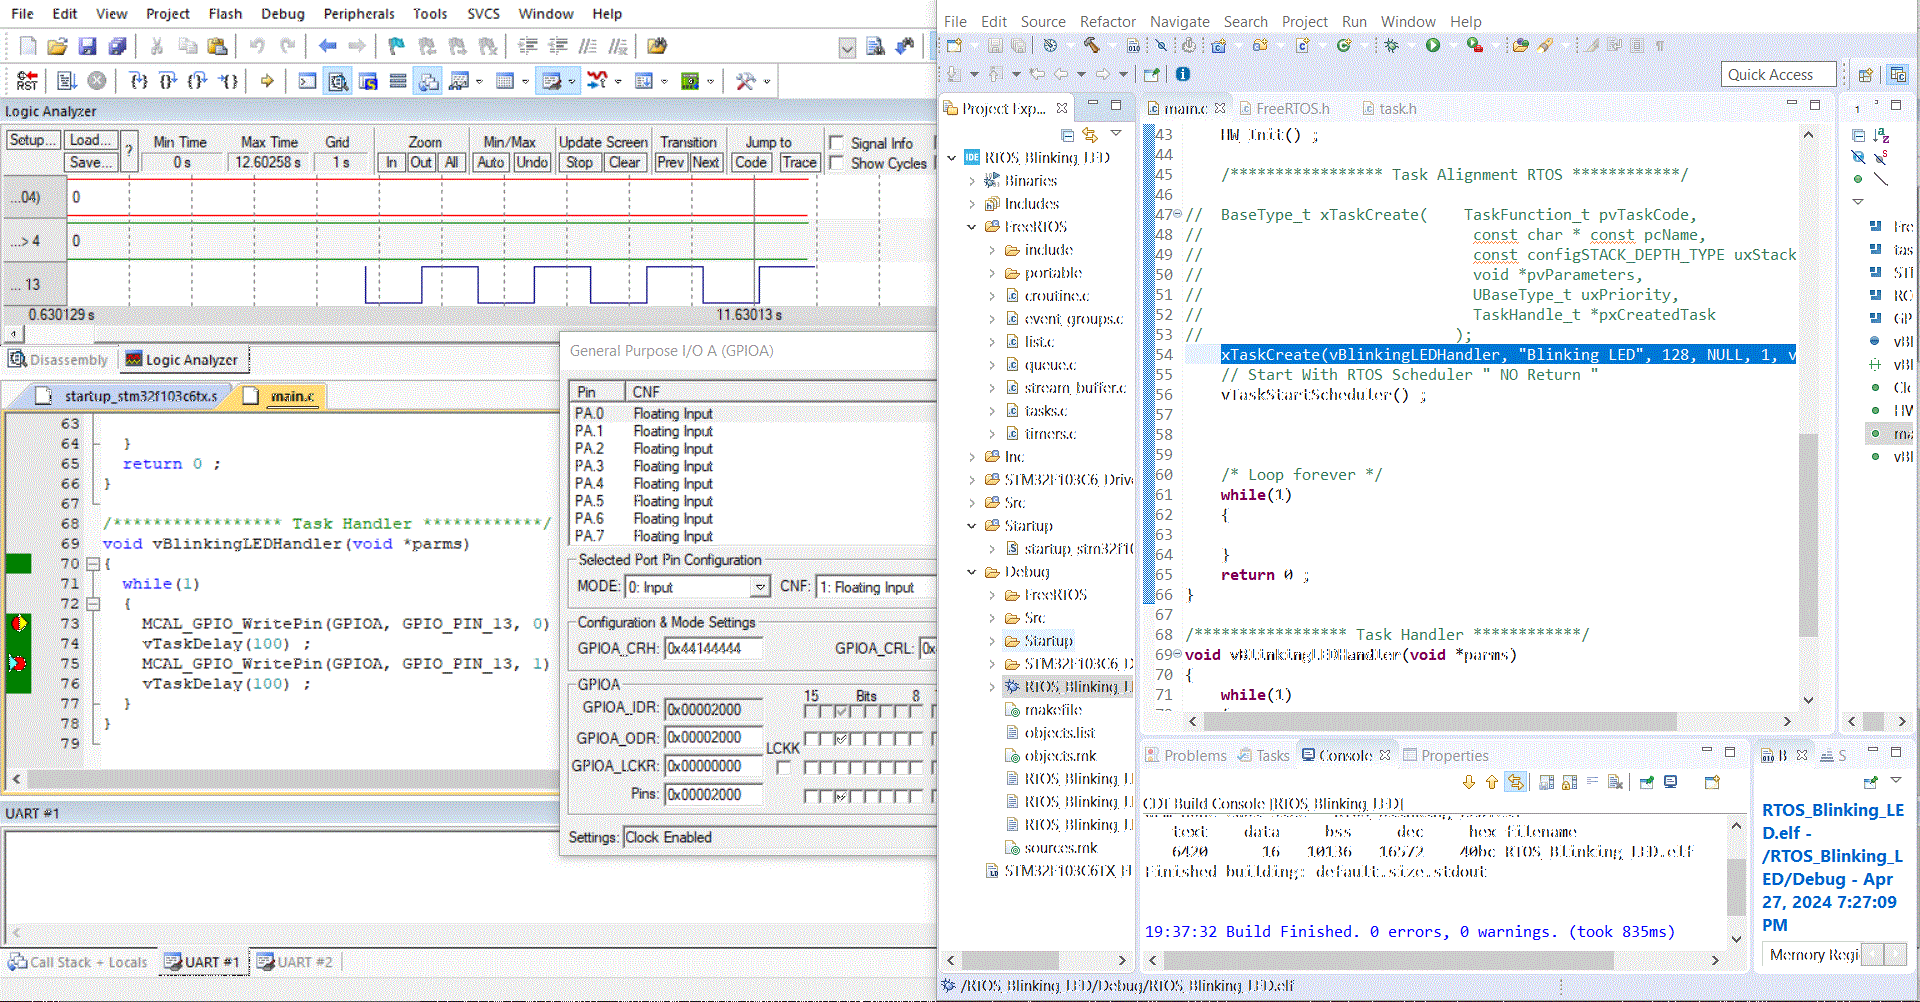 File Edit View Project Flash Debug Peripherals Tools SVCS Window Help
RST
Logic Analyzer
Setup... Load... Save... ? Min Time Max Time Grid Zoom Min/Max Update Screen Transition Jump to Signal Info
0 s 12.60258 s 1 s In Out All Auto Undo Stop Clear Prev Next Code Trace Show Cycles
...04) 0
...> 4 0
... 13
0.630129 s 11.63013 s
Disassembly Logic Analyzer
startup_stm32f103c6tx.s main.c
63
64 }
65 return 0 ;
66 }
67
68 /***************** Task Handler ************/
69 void vBlinkingLEDHandler(void *parms)
70 {
71 while(1)
72 {
73 MCAL_GPIO_WritePin(GPIOA, GPIO_PIN_13, 0)
74 vTaskDelay(100) ;
75 MCAL_GPIO_WritePin(GPIOA, GPIO_PIN_13, 1)
76 vTaskDelay(100) ;
77 }
78 }
79
UART #1
Call Stack + Locals UART #1 UART #2
General Purpose I/O A (GPIOA)
Pin CNF
PA.0 Floating Input
PA.1 Floating Input
PA.2 Floating Input
PA.3 Floating Input
PA.4 Floating Input
PA.5 Floating Input
PA.6 Floating Input
PA.7 Floating Input
Selected Port Pin Configuration
MODE: 0: Input CNF: 1: Floating Input
Configuration & Mode Settings
GPIOA_CRH: 0x44144444 GPIOA_CRL: 0x
GPIOA 15 Bits 8
GPIOA_IDR: 0x00002000
GPIOA_ODR: 0x00002000
LCKK
GPIOA_LCKR: 0x00000000
Pins: 0x00002000
Settings: Clock Enabled
File Edit Source Refactor Navigate Search Project Run Window Help
Quick Access
Project Exp...
RTOS_Blinking_LED
Binaries
Includes
FreeRTOS
include
portable
croutine.c
event_groups.c
list.c
queue.c
stream_buffer.c
tasks.c
timers.c
Inc
STM32F103C6_Drive
Src
Startup
startup_stm32f10
Debug
FreeRTOS
Src
Startup
STM32F103C6_D
RTOS_Blinking_L
makefile
objects.list
objects.mk
RTOS_Blinking_L
RTOS_Blinking_L
RTOS_Blinking_L
sources.mk
STM32F103C6TX_F
main.c FreeRTOS.h task.h
43 HW_Init() ;
44
45 /***************** Task Alignment RTOS ************/
46
47 // BaseType_t xTaskCreate( TaskFunction_t pvTaskCode,
48 // const char * const pcName,
49 // const configSTACK_DEPTH_TYPE uxStack
50 // void *pvParameters,
51 // UBaseType_t uxPriority,
52 // TaskHandle_t *pxCreatedTask
53 // );
54 xTaskCreate(vBlinkingLEDHandler, "Blinking LED", 128, NULL, 1, v
55 // Start With RTOS Scheduler " NO Return "
56 vTaskStartScheduler() ;
57
58
59
60 /* Loop forever */
61 while(1)
62 {
63
64 }
65 return 0 ;
66 }
67
68 /***************** Task Handler ************/
69 void vBlinkingLEDHandler(void *parms)
70 {
71 while(1)
Fre
tas
STM
RC
GP
vBl
vBl
Clo
HW
ma
vBl
Problems Tasks Console Properties
CDT Build Console [RTOS_Blinking_LED]
text data bss dec hex filename
6420 16 10136 16572 40bc RTOS_Blinking_LED.elf
Finished building: default.size.stdout
19:37:32 Build Finished. 0 errors, 0 warnings. (took 835ms)
B S
RTOS_Blinking_LE
D.elf -
/RTOS_Blinking_L
ED/Debug - Apr
27, 2024 7:27:09
PM
Memory Regi
/RTOS_Blinking_LED/Debug/RTOS_Blinking_LED.elf